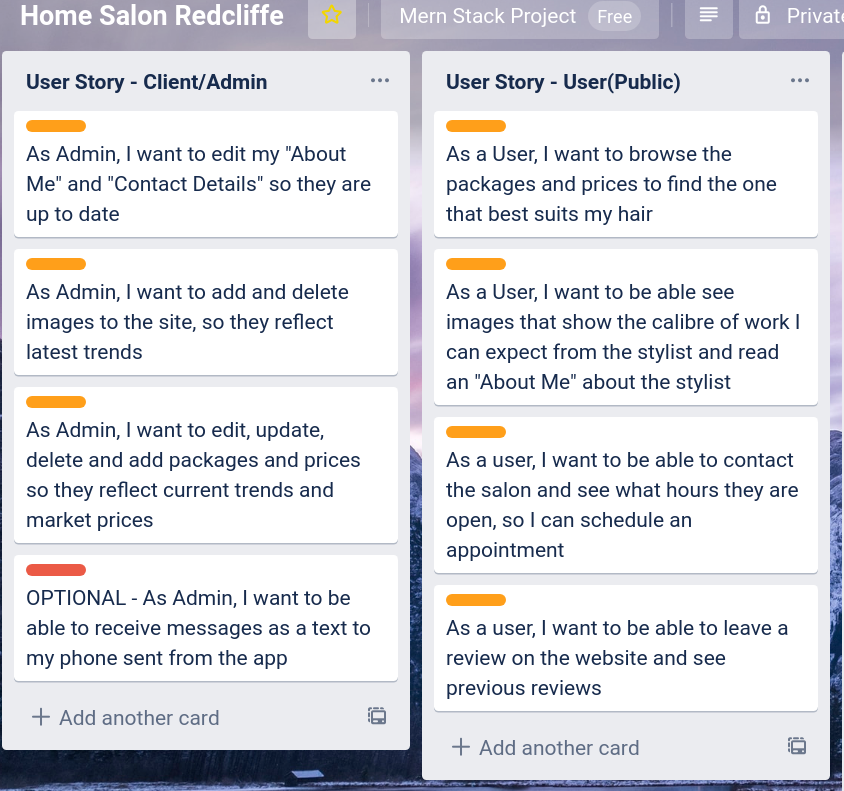 Home Salon Redcliffe
Mern Stack Project Free
Private
User Story - Client/Admin
As Admin, I want to edit my "About
Me" and "Contact Details" so they are
up to date
As Admin, I want to add and delete
images to the site, so they reflect
latest trends
As Admin, I want to edit, update,
delete and add packages and prices
so they reflect current trends and
market prices
OPTIONAL - As Admin, I want to be
able to receive messages as a text to
my phone sent from the app
Add another card
User Story - User(Public)
As a User, I want to browse the
packages and prices to find the one
that best suits my hair
As a User, I want to be able see
images that show the calibre of work I
can expect from the stylist and read
an "About Me" about the stylist
As a user, I want to be able to contact
the salon and see what hours they are
open, so I can schedule an
appointment
As a user, I want to be able to leave a
review on the website and see
previous reviews
Add another card